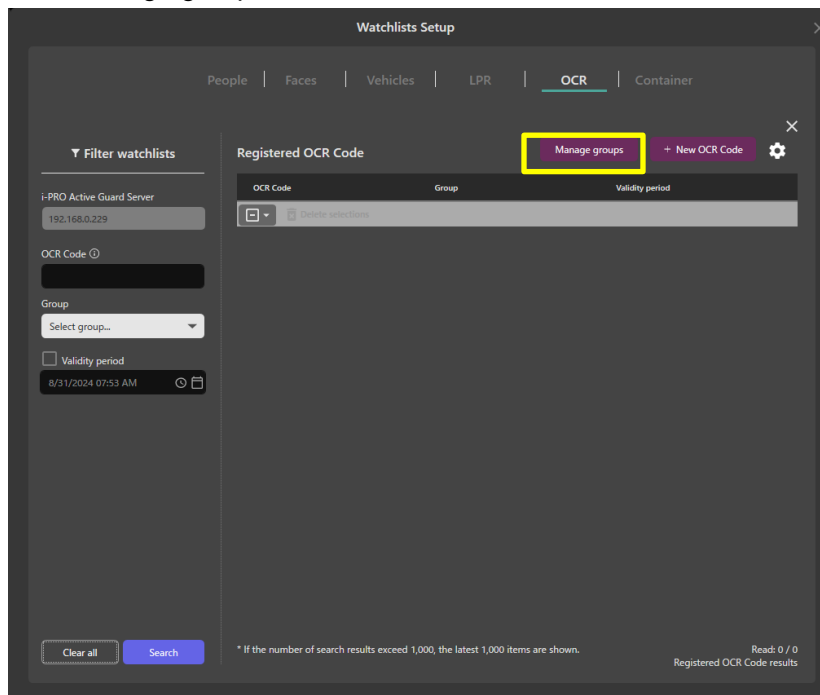 Watchlists Setup
People | Faces | Vehicles | LPR | OCR | Container
Filter watchlists
i-PRO Active Guard Server
192.168.0.229
OCR Code
Group
Select group...
Validity period
8/31/2024 07:53 AM
Clear all
Search
Registered OCR Code
Manage groups
+ New OCR Code
OCR Code Group Validity period
Delete selections
* If the number of search results exceed 1,000, the latest 1,000 items are shown.
Read: 0 / 0
Registered OCR Code results